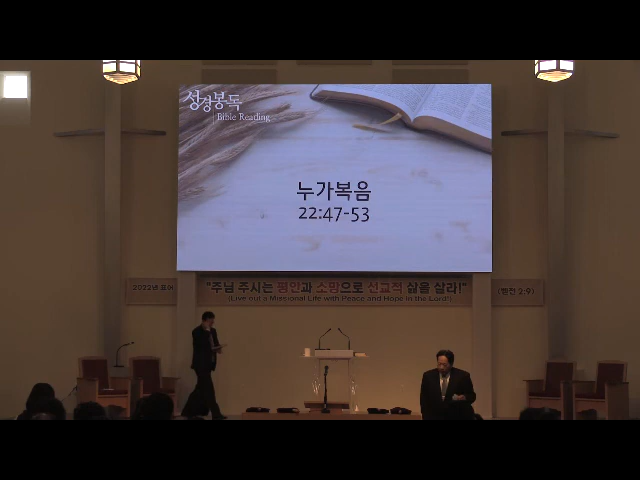 성경봉독
Bible Reading
누가복음
22:47-53
2022년 표어
"주님 주시는 평안과 소망으로 선교적 삶을 살라!"
(Live out a Missional Life with Peace and Hope in the Lord!)
(벧전 2:9)